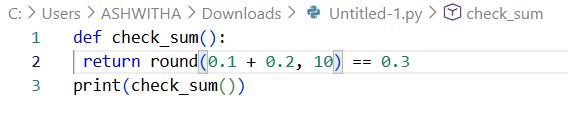 C: > Users > ASHWITHA > Downloads > Untitled-1.py > check_sum
1 def check_sum():
2  return round(0.1 + 0.2, 10) == 0.3
3 print(check_sum())